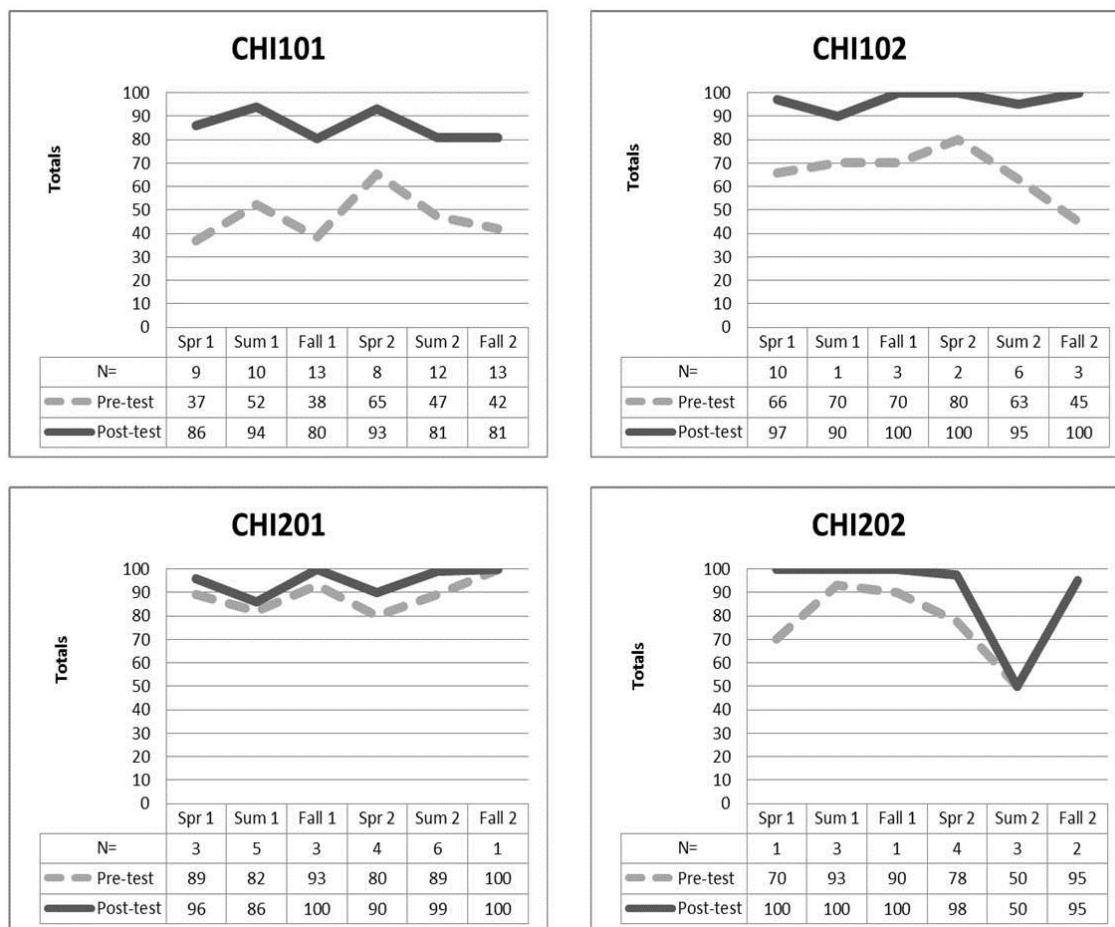 CHI101
Totals
100
90
80
70
60
50
40
30
20
10
0
Spr 1 Sum 1 Fall 1 Spr 2 Sum 2 Fall 2
N= 9 10 13 8 12 13
Pre-test 37 52 38 65 47 42
Post-test 86 94 80 93 81 81
CHI102
Totals
100
90
80
70
60
50
40
30
20
10
0
Spr 1 Sum 1 Fall 1 Spr 2 Sum 2 Fall 2
N= 10 1 3 2 6 3
Pre-test 66 70 70 80 63 45
Post-test 97 90 100 100 95 100
CHI201
Totals
100
90
80
70
60
50
40
30
20
10
0
Spr 1 Sum 1 Fall 1 Spr 2 Sum 2 Fall 2
N= 3 5 3 4 6 1
Pre-test 89 82 93 80 89 100
Post-test 96 86 100 90 99 100
CHI202
Totals
100
90
80
70
60
50
40
30
20
10
0
Spr 1 Sum 1 Fall 1 Spr 2 Sum 2 Fall 2
N= 1 3 1 4 3 2
Pre-test 70 93 90 78 50 95
Post-test 100 100 100 98 50 95